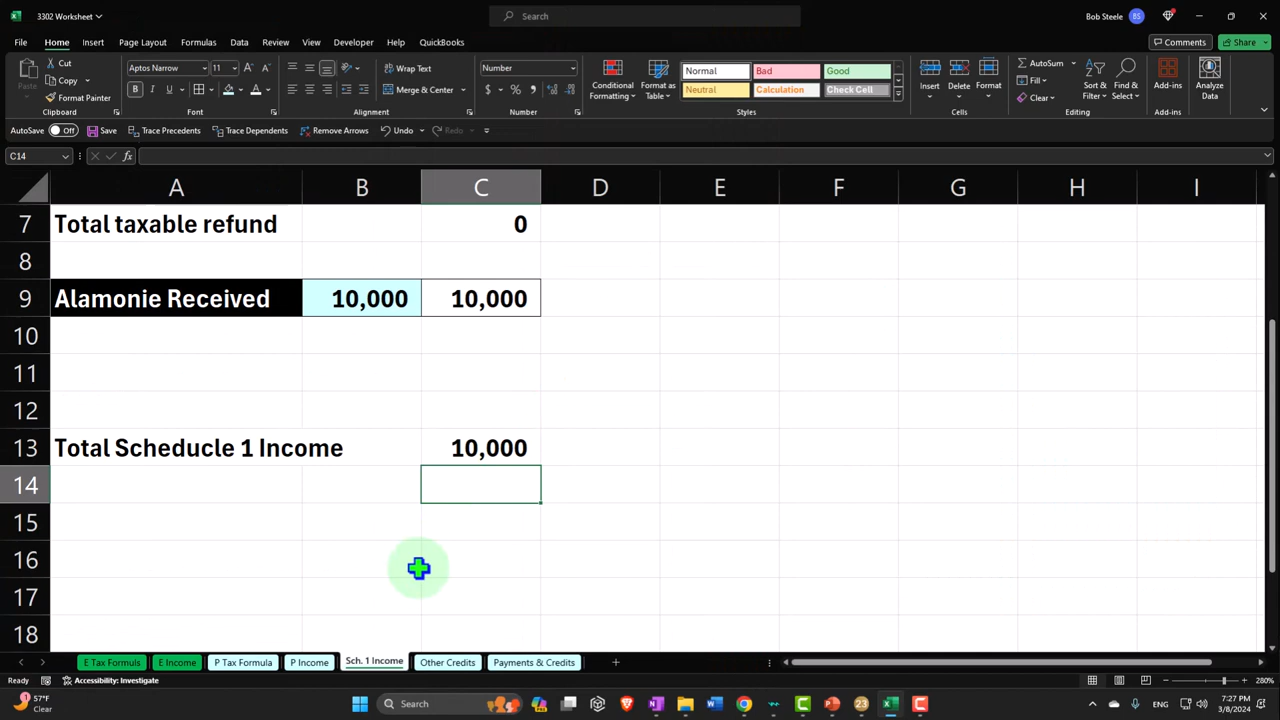 3302 Worksheet
Search
Bob Steele
BS
File
Home
Insert
Page Layout
Formulas
Data
Review
View
Developer
Help
QuickBooks
Comments
Share
Paste
Cut
Copy
Format Painter
Clipboard
Aptos Narrow
11
B
I
U
Font
Wrap Text
Merge & Center
Alignment
Number
$
%
Number
Conditional Formatting
Format as Table
Normal
Bad
Good
Neutral
Calculation
Check Cell
Styles
Insert
Delete
Format
Cells
AutoSum
Fill
Clear
Sort & Filter
Find & Select
Editing
Add-ins
Add-ins
Analyze Data
AutoSave
Off
Save
Trace Precedents
Trace Dependents
Remove Arrows
Undo
Redo
C14
fx
A B C D E F G H I
7 Total taxable refund 0
8
9 Alamonie Received 10,000 10,000
10
11
12
13 Total Scheducle 1 Income 10,000
14
15
16
17
18
E Tax Formuls
E Income
P Tax Formula
P Income
Sch. 1 Income
Other Credits
Payments & Credits
Ready
Accessibility: Investigate
280%
57°F
Clear
Search
23
ENG
7:27 PM
3/8/2024